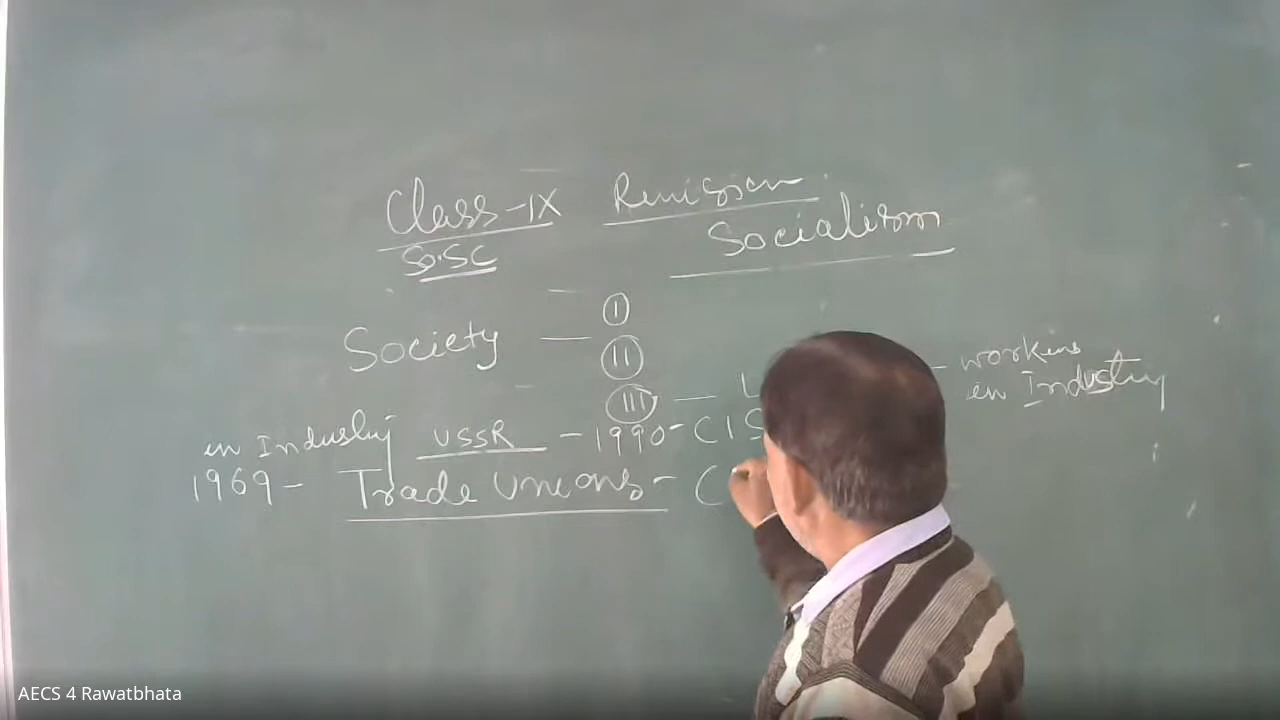 Class-IX Revision
So.Sc Socialism
I
Society — II
III — L
— workins
in Industry
in Industry USSR — 1990 - CIS
1969 - Trade Unions - C
AECS 4 Rawatbhata